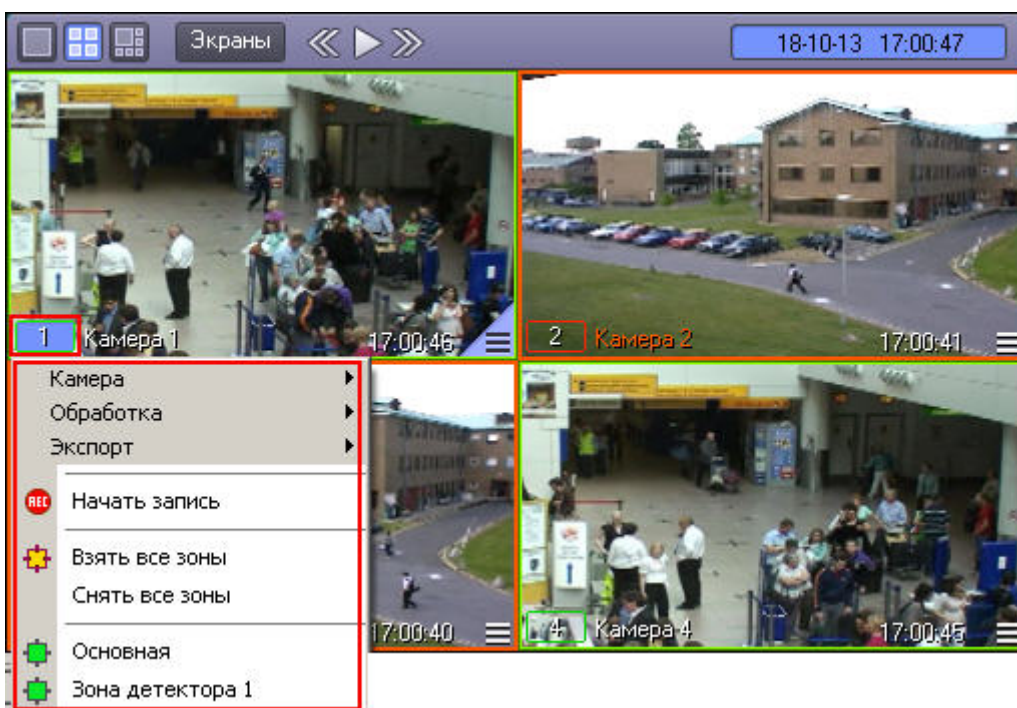 Экраны
18-10-13 17:00:47
1 Камера 1 17:00:46
2 Камера 2 17:00:41
Камера
Обработка
Экспорт
REC Начать запись
Взять все зоны
Снять все зоны
Основная
Зона детектора 1
17:00:40
4 Камера 4 17:00:45